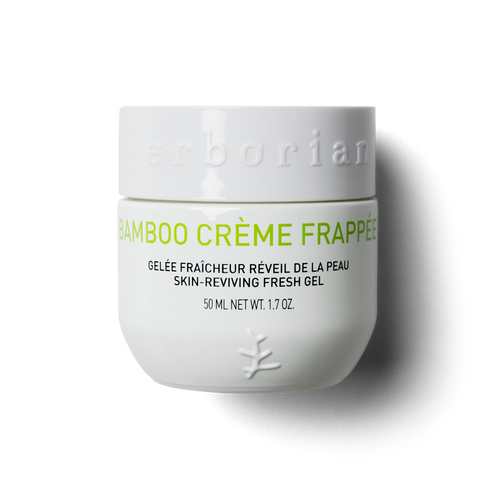 erborian
BAMBOO CRÈME FRAPPÉE
GELÉE FRAÎCHEUR RÉVEIL DE LA PEAU
SKIN-REVIVING FRESH GEL
50 ML NET WT. 1.7 OZ.